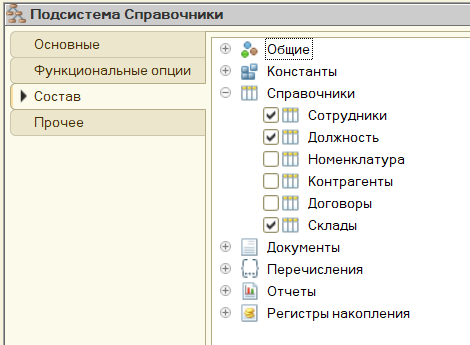 Подсистема Справочники
Основные
Функциональные опции
Состав
Прочее
Общие
Константы
Справочники
Сотрудники
Должность
Номенклатура
Контрагенты
Договоры
Склады
Документы
Перечисления
Отчеты
Регистры накопления